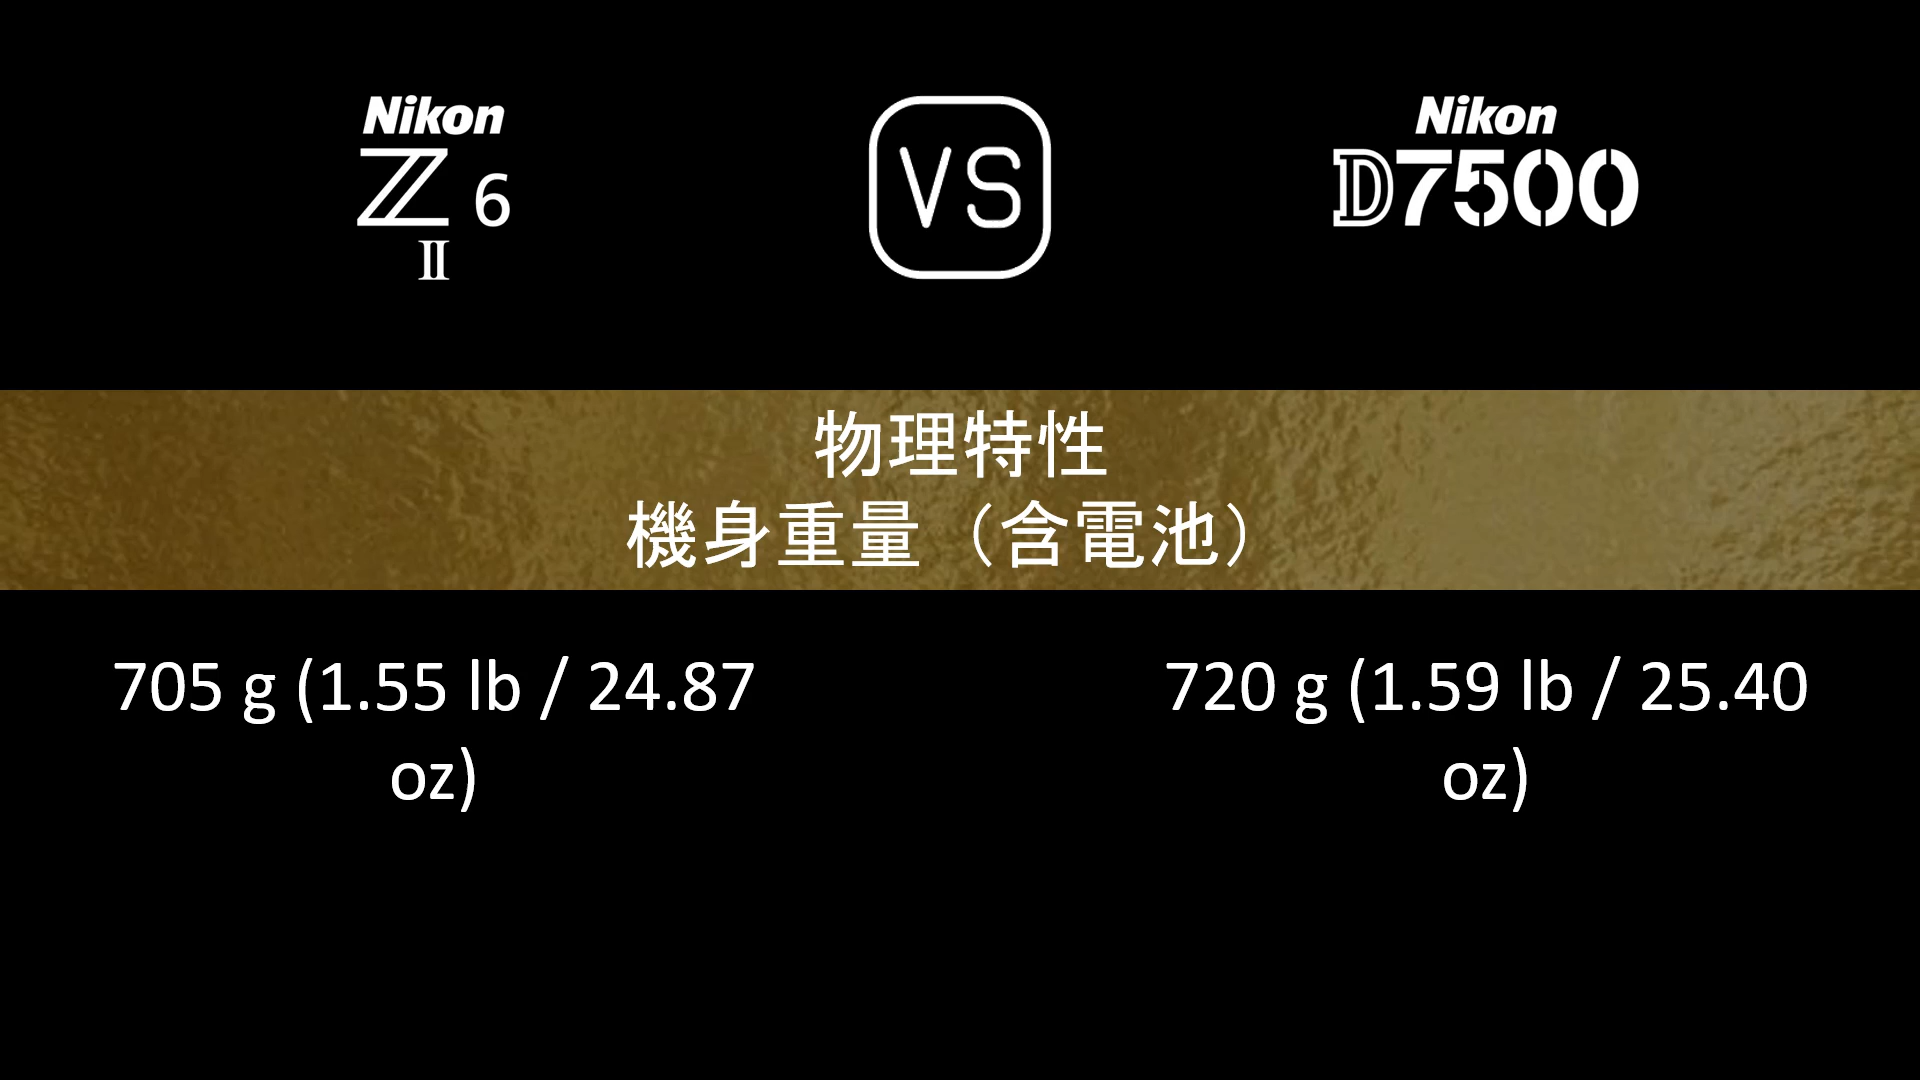 Nikon
Z 6
II
VS
Nikon
D7500
物理特性
機身重量（含電池）
705 g (1.55 lb / 24.87
oz)
720 g (1.59 lb / 25.40
oz)